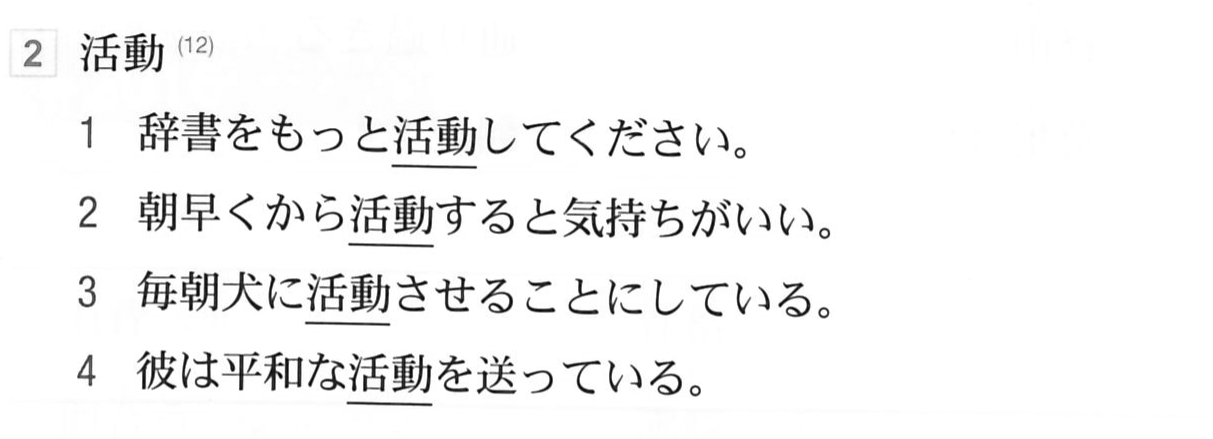 2 活動 (12)
1 辞書をもっと活動してください。
2 朝早くから活動すると気持ちがいい。
3 毎朝犬に活動させることにしている。
4 彼は平和な活動を送っている。